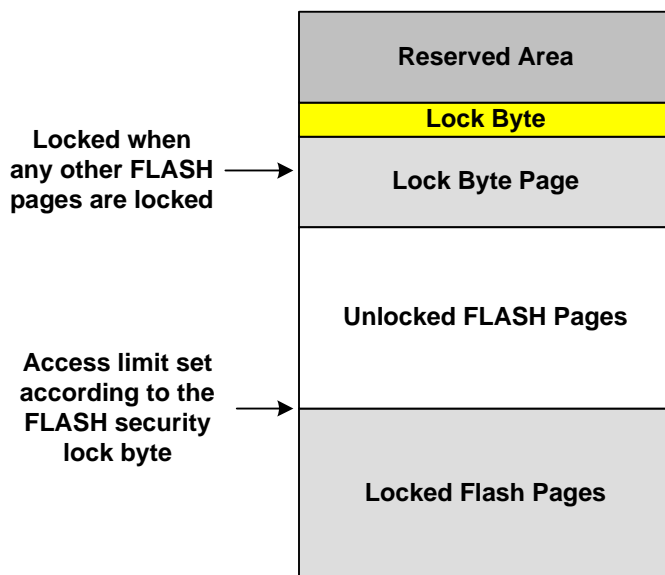 Reserved Area
Lock Byte
Locked when
any other FLASH
pages are locked
Lock Byte Page
Unlocked FLASH Pages
Access limit set
according to the
FLASH security
lock byte
Locked Flash Pages